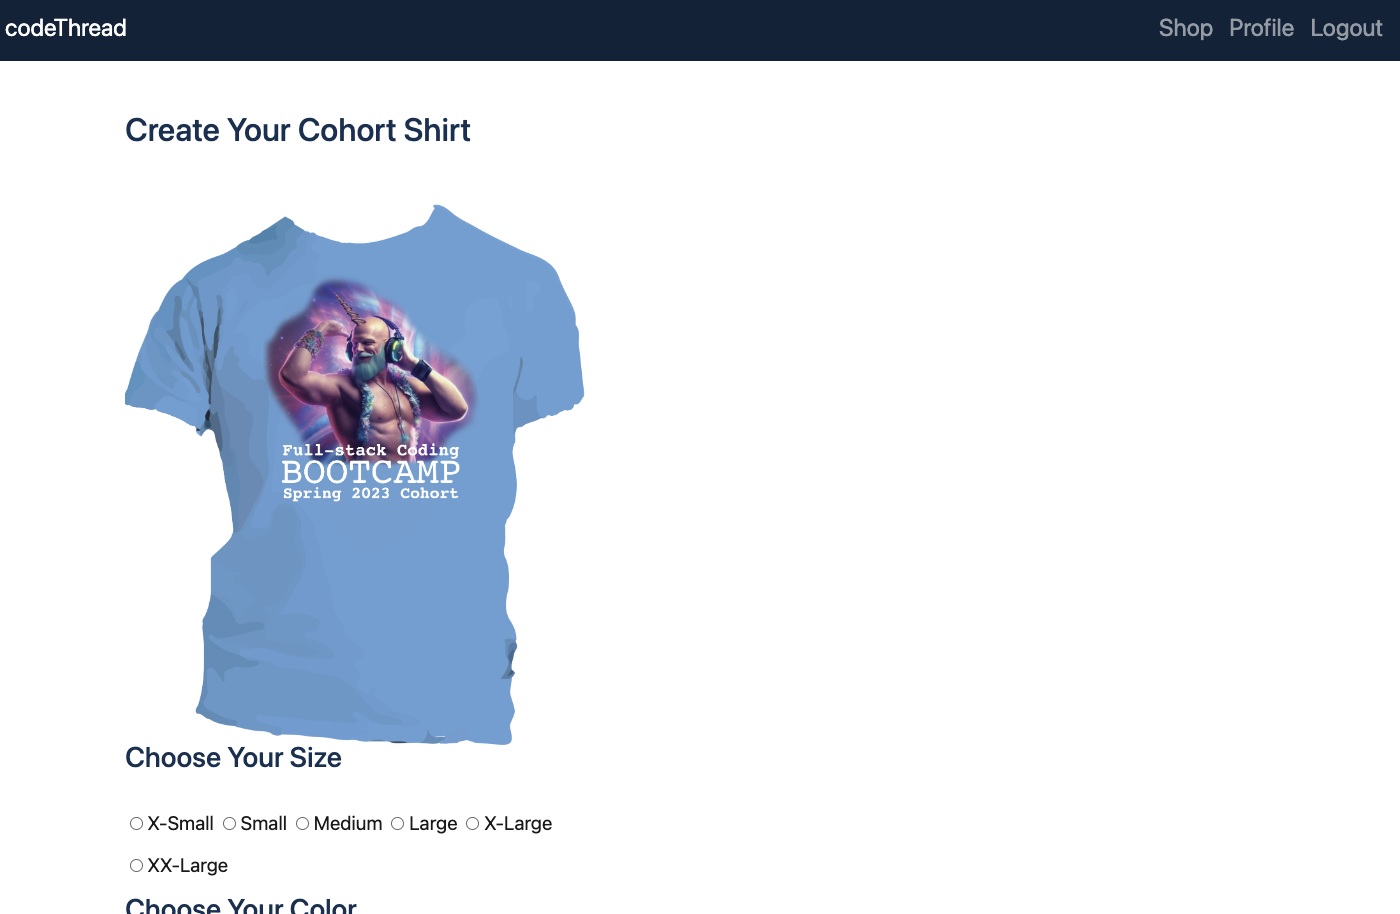 codeThread
Shop Profile Logout
Create Your Cohort Shirt
Full-stack Coding
BOOTCAMP
Spring 2023 Cohort
Choose Your Size
X-Small Small Medium Large X-Large
XX-Large
Choose Your Color